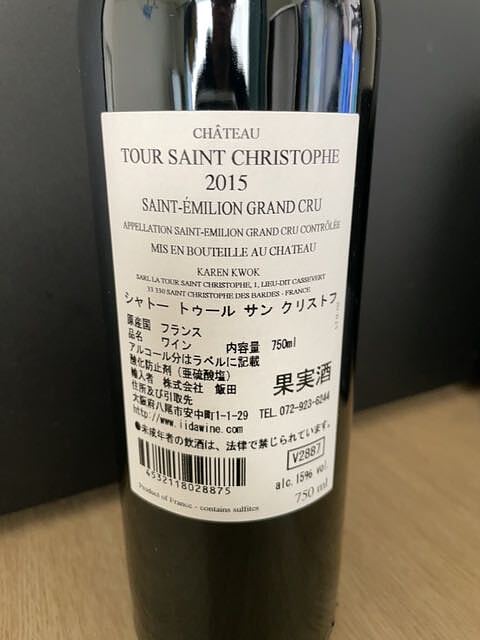 CHÂTEAU
TOUR SAINT CHRISTOPHE
2015
SAINT-ÉMILION GRAND CRU
APPELLATION SAINT-EMILION GRAND CRU CONTRÔLÉE
MIS EN BOUTEILLE AU CHATEAU
KAREN KWOK
SARL LA TOUR SAINT CHRISTOPHE, 1, LIEU-DIT CASSEVERT
33 330 SAINT CHRISTOPHE DES BARDES - FRANCE
シャトー トゥール サン クリストフ
原産国 フランス
品名 ワイン 内容量 750ml
アルコール分はラベルに記載
酸化防止剤(亜硫酸塩)
輸入者 株式会社 飯田
果実酒
住所及び引取先
大阪府八尾市安中町1-1-29 TEL.072-923-6244
http://www.iidawine.com
●未成年者の飲酒は、法律で禁じられています。
V2887
4532118028875
alc.15% vol.
750 ml
Product of France - contains sulfites